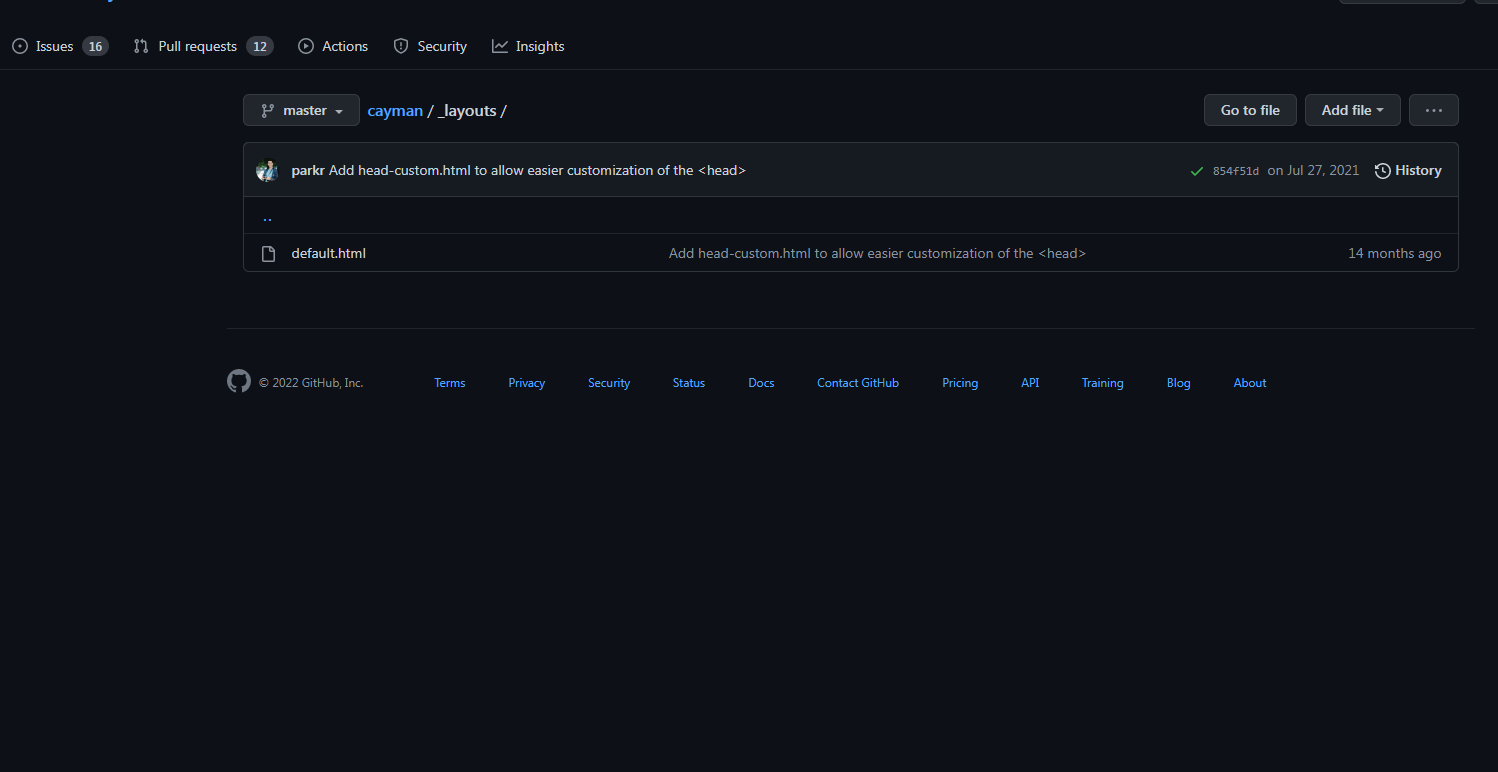 Issues 16 Pull requests 12 Actions Security Insights
master cayman / _layouts / Go to file Add file ···
parkr Add head-custom.html to allow easier customization of the <head> 854f51d on Jul 27, 2021 History
..
default.html Add head-custom.html to allow easier customization of the <head> 14 months ago
© 2022 GitHub, Inc. Terms Privacy Security Status Docs Contact GitHub Pricing API Training Blog About